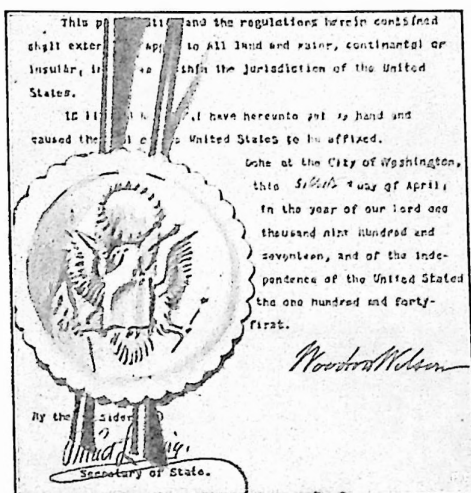 This and the regulations herein contained
shall to all land and water, continental or
insular, in the jurisdiction of the United
States.
I have hereunto set my hand and
caused the United States to be affixed.
Done at the City of Washington,
this day of April,
in the year of our Lord one
thousand nine hundred and
seventeen, and of the inde-
pendence of the United States
the one hundred and forty-
first.
Woodrow Wilson
By the
Secretary of State.